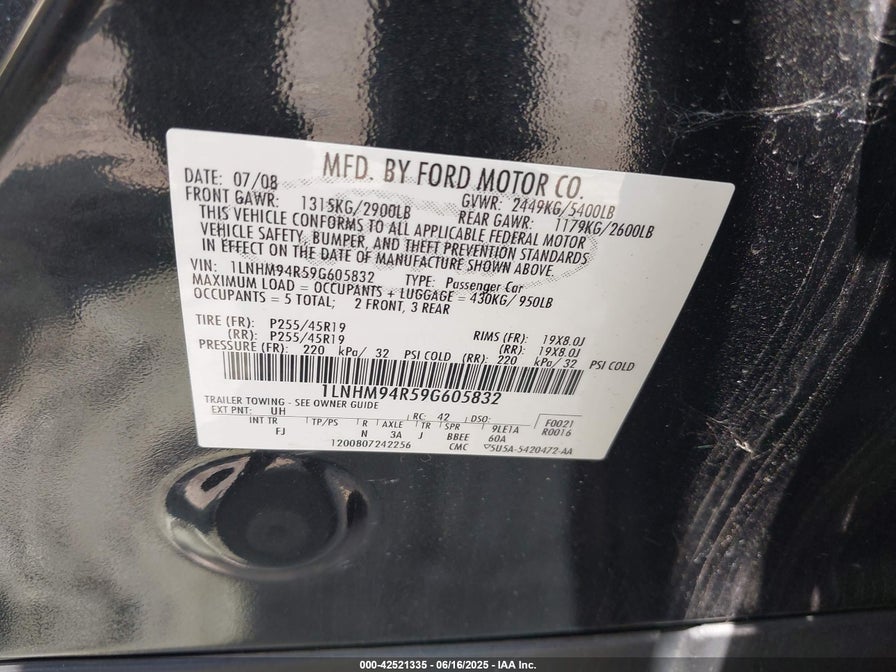 MFD. BY FORD MOTOR CO.
DATE: 07/08 GVWR: 2449KG/5400LB
FRONT GAWR: 1315KG/2900LB REAR GAWR: 1179KG/2600LB
THIS VEHICLE CONFORMS TO ALL APPLICABLE FEDERAL MOTOR
VEHICLE SAFETY, BUMPER, AND THEFT PREVENTION STANDARDS
IN EFFECT ON THE DATE OF MANUFACTURE SHOWN ABOVE.
VIN: 1LNHM94R59G605832 TYPE: Passenger Car
MAXIMUM LOAD = OCCUPANTS + LUGGAGE = 430KG/ 950LB
OCCUPANTS = 5 TOTAL; 2 FRONT, 3 REAR
TIRE (FR): P255/45R19 RIMS (FR): 19X8.0J
(RR): P255/45R19 (RR): 19X8.0J
PRESSURE (FR): 220 kPa/ 32 PSI COLD (RR): 220 kPa/ 32 PSI COLD
1LNHM94R59G605832
TRAILER TOWING - SEE OWNER GUIDE
EXT PNT: UH RC: 42 DSO: F0021
INT TR TP/PS R AXLE TR SPR 9LE1A R0016
FJ N 3A J BBEE 60A
1200807242256 CMC 5U5A-5420472-AA
000-42521335 - 06/16/2025 - IAA Inc.